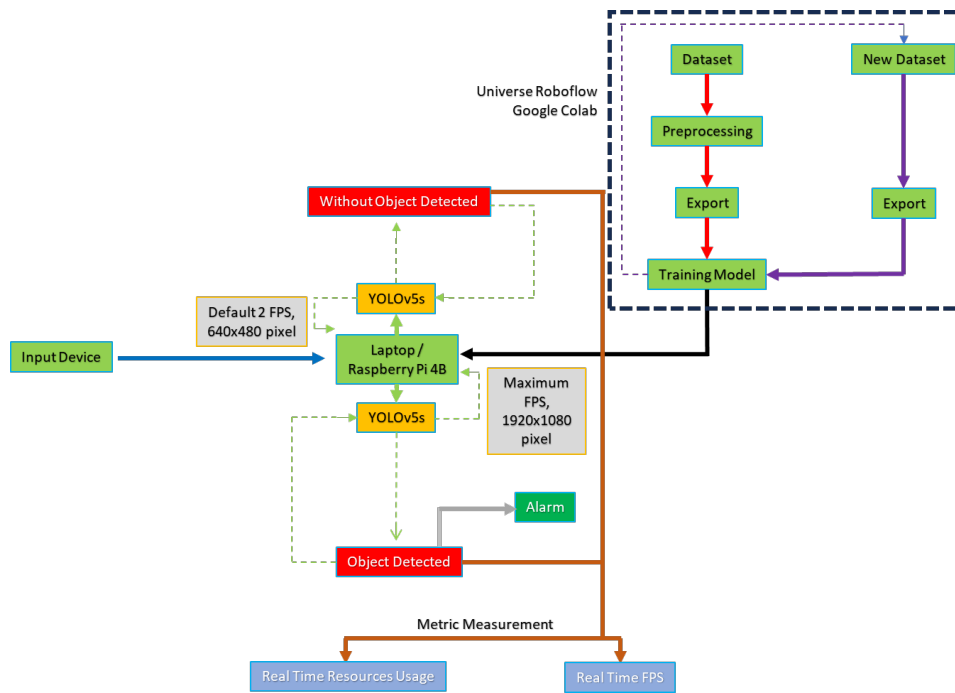 Dataset
New Dataset
Universe Roboflow
Google Colab
Preprocessing
Without Object Detected
Export
Export
Training Model
YOLOv5s
Default 2 FPS,
640x480 pixel
Input Device
Laptop /
Raspberry Pi 4B
Maximum
FPS,
1920x1080
pixel
YOLOv5s
Alarm
Object Detected
Metric Measurement
Real Time Resources Usage
Real Time FPS